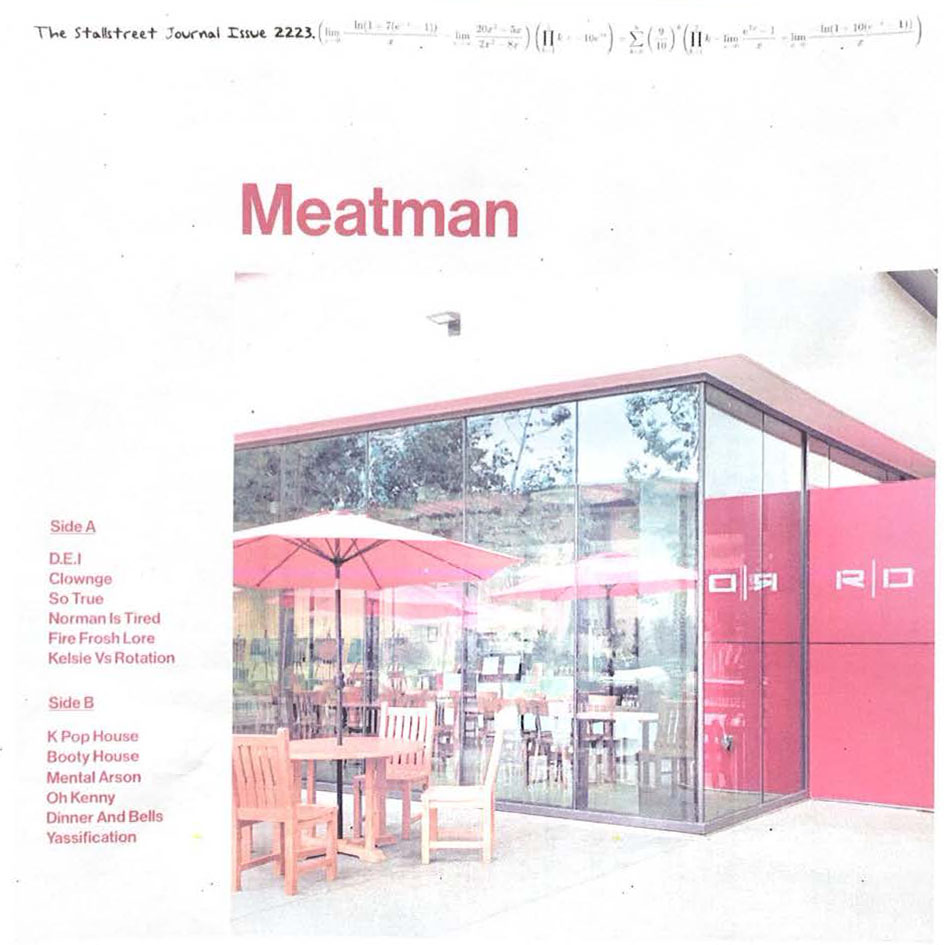 The Stallstreet Journal Issue 2223.
Meatman
Side A
D.E.I
Clownge
So True
Norman Is Tired
Fire Frosh Lore
Kelsie Vs Rotation
R|D
Side B
K Pop House
Booty House
Mental Arson
Oh Kenny
Dinner And Bells
Yassification